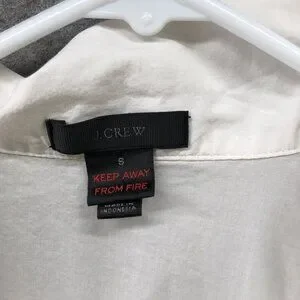 J.CREW
S
KEEP AWAY
FROM FIRE
MADE IN
INDONESIA